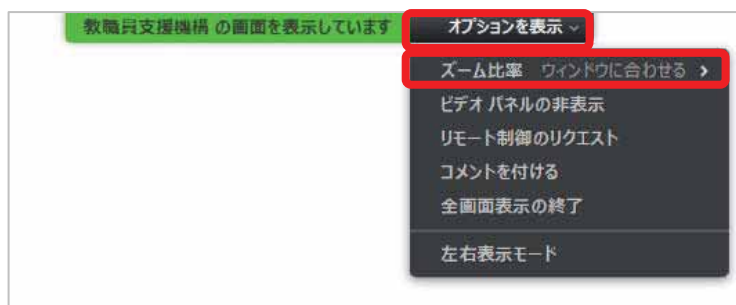 教職員支援機構 の画面を表示しています オプションを表示
ズーム比率 ウィンドウに合わせる
ビデオ パネルの非表示
リモート制御のリクエスト
コメントを付ける
全画面表示の終了
左右表示モード